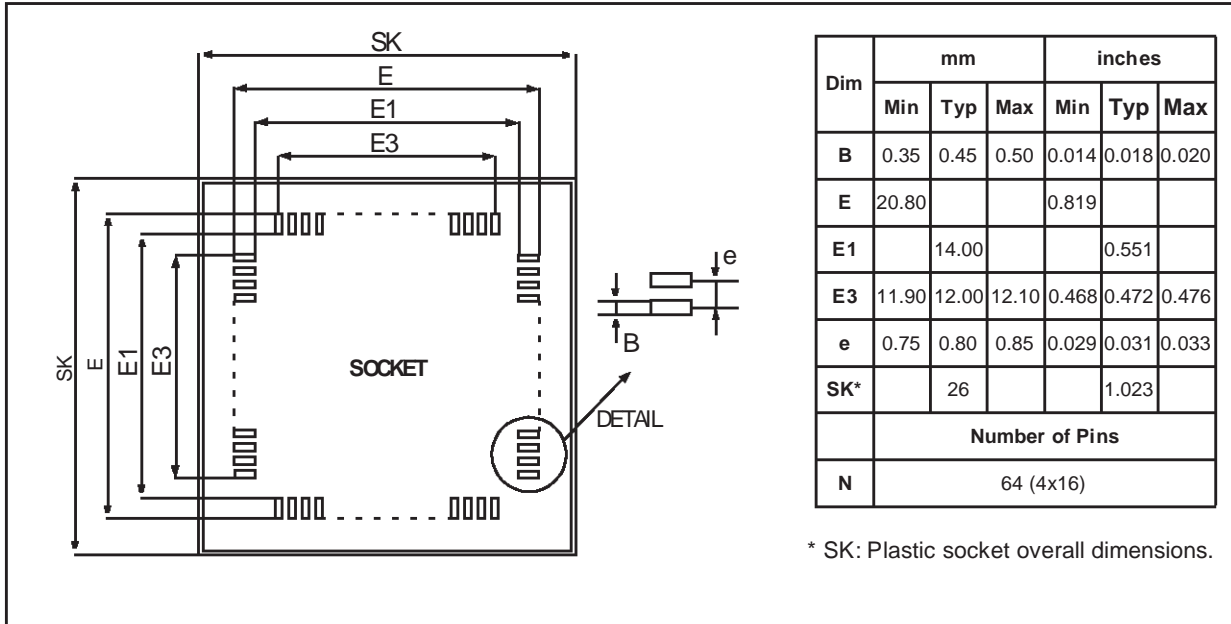 SK
E
E1
E3
SK
E
E1
E3
SOCKET
e
B
DETAIL
Dim mm inches
Min Typ Max Min Typ Max
B 0.35 0.45 0.50 0.014 0.018 0.020
E 20.80 0.819
E1 14.00 0.551
E3 11.90 12.00 12.10 0.468 0.472 0.476
e 0.75 0.80 0.85 0.029 0.031 0.033
SK* 26 1.023
Number of Pins
N 64 (4x16)
* SK: Plastic socket overall dimensions.